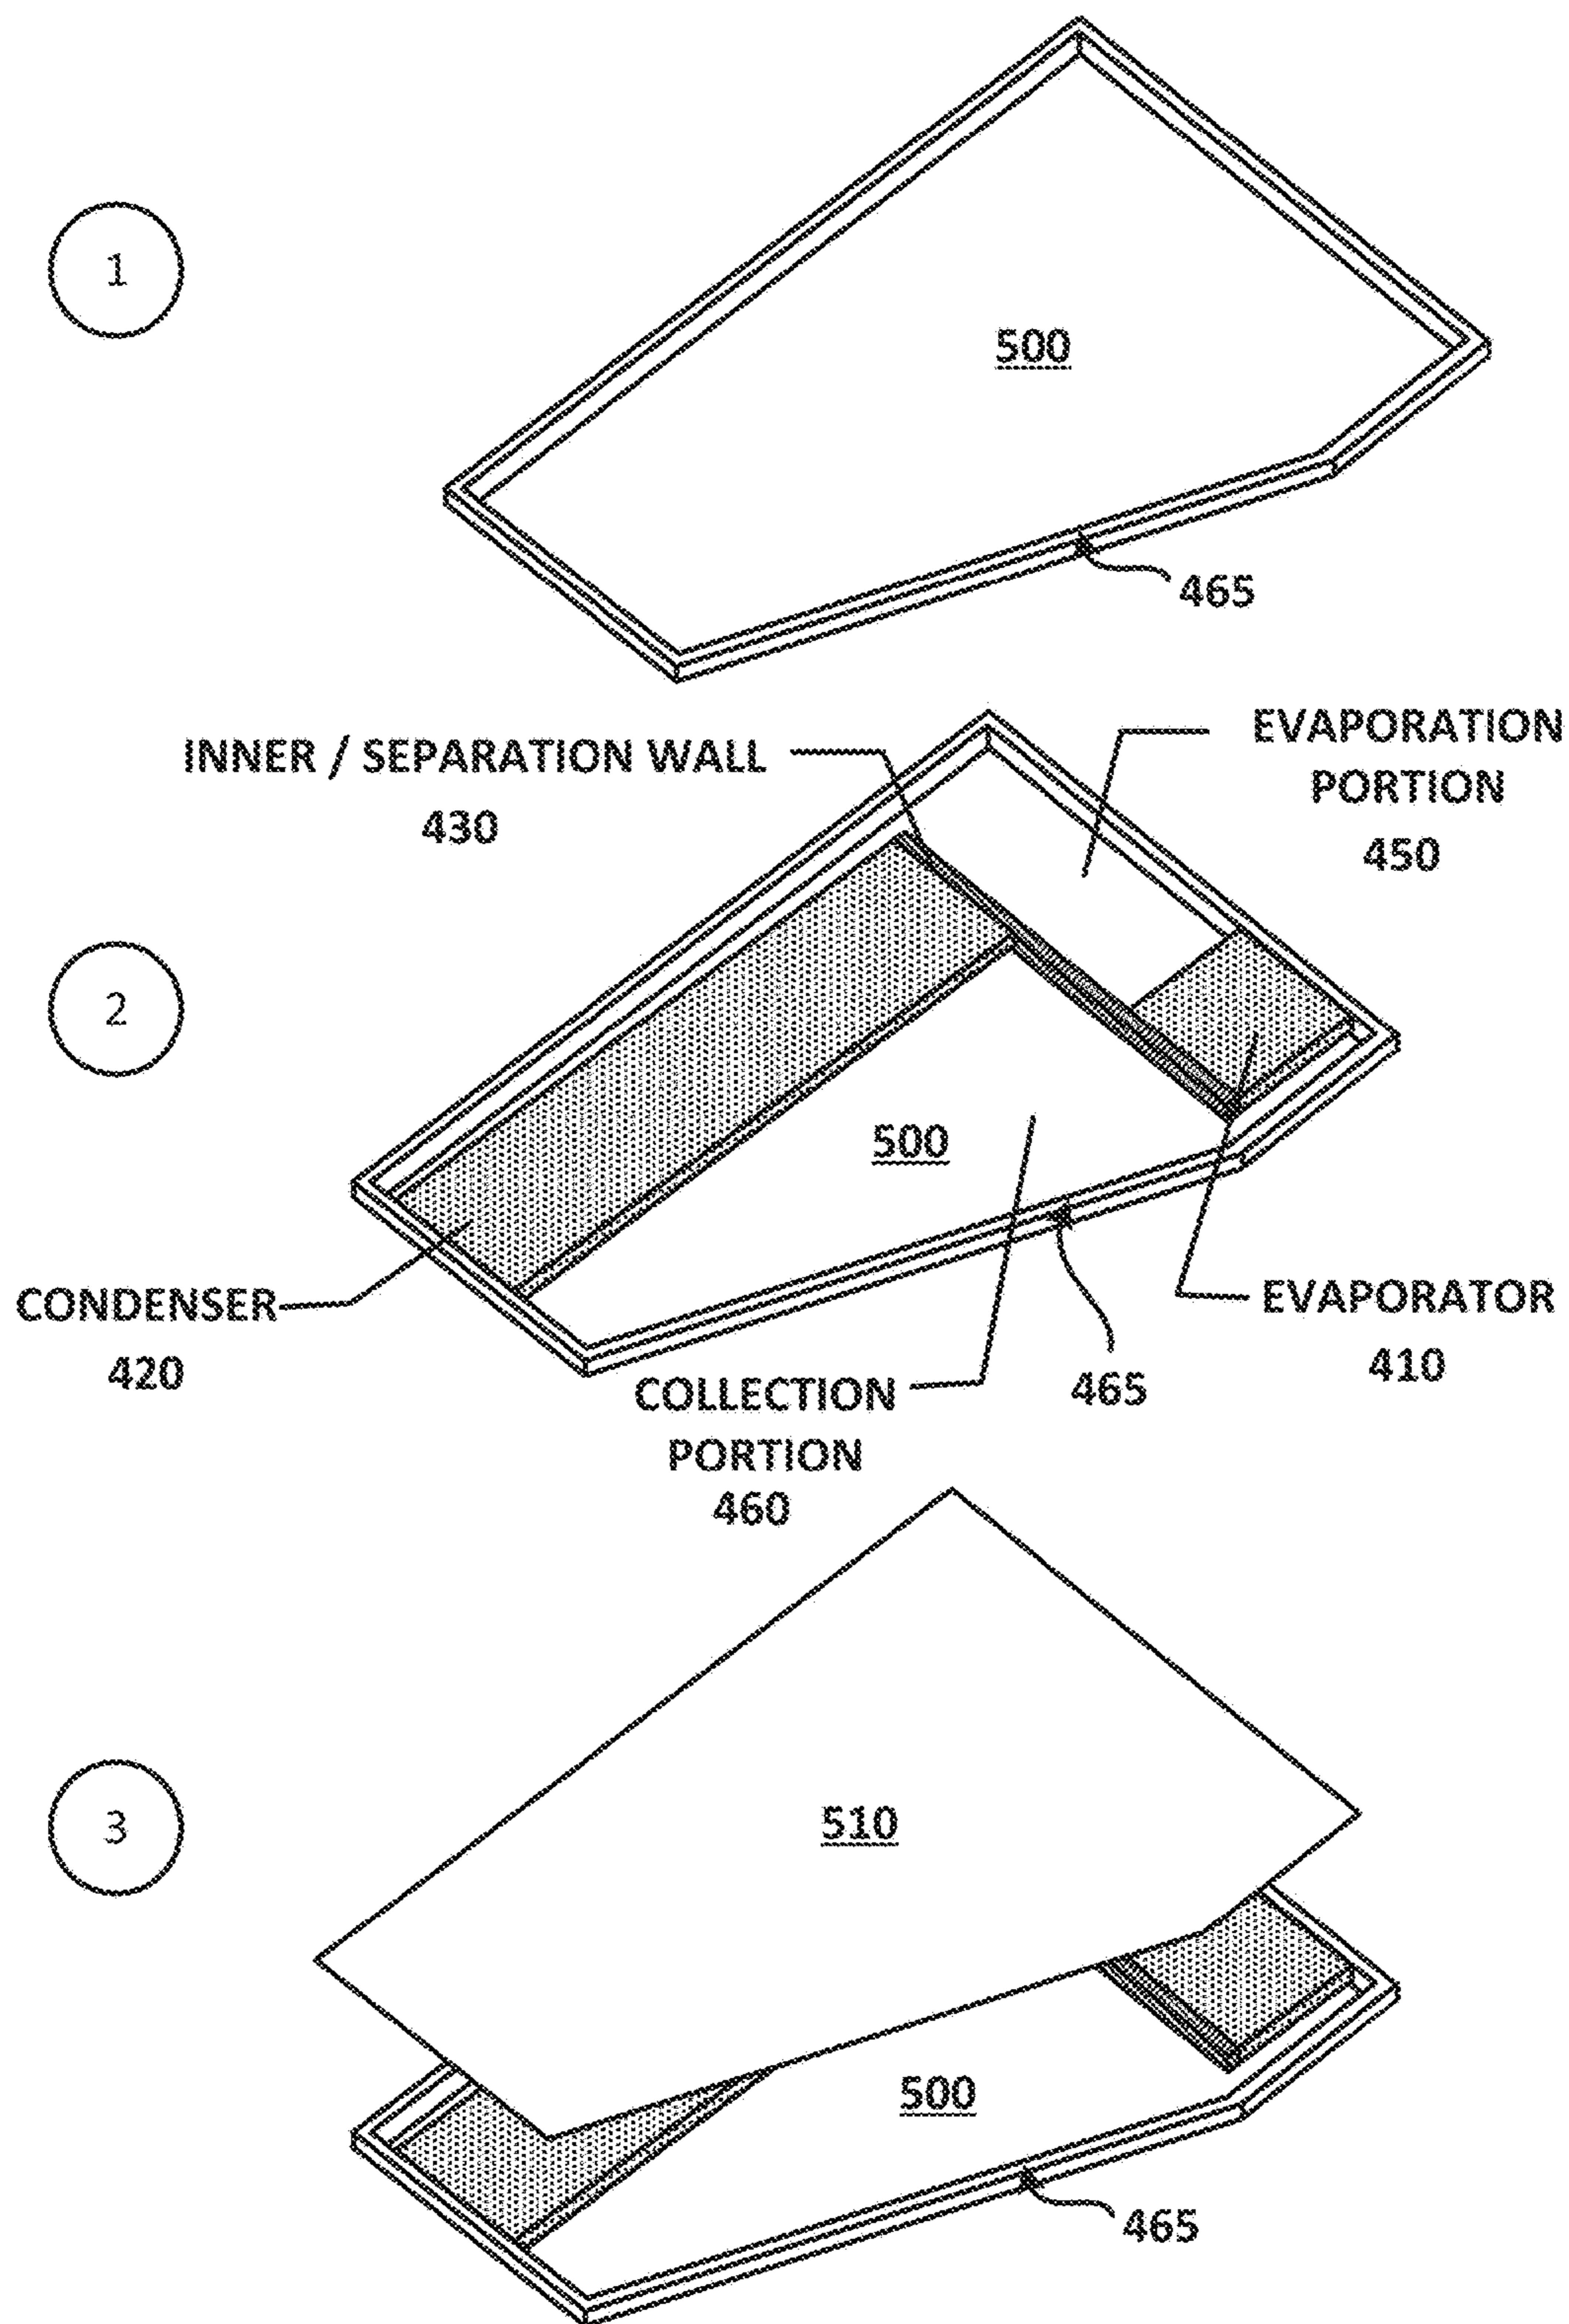 1
500
465
INNER / SEPARATION WALL
430
EVAPORATION
PORTION
450
2
500
CONDENSER
420
COLLECTION
PORTION
460
465
EVAPORATOR
410
3
510
500
465